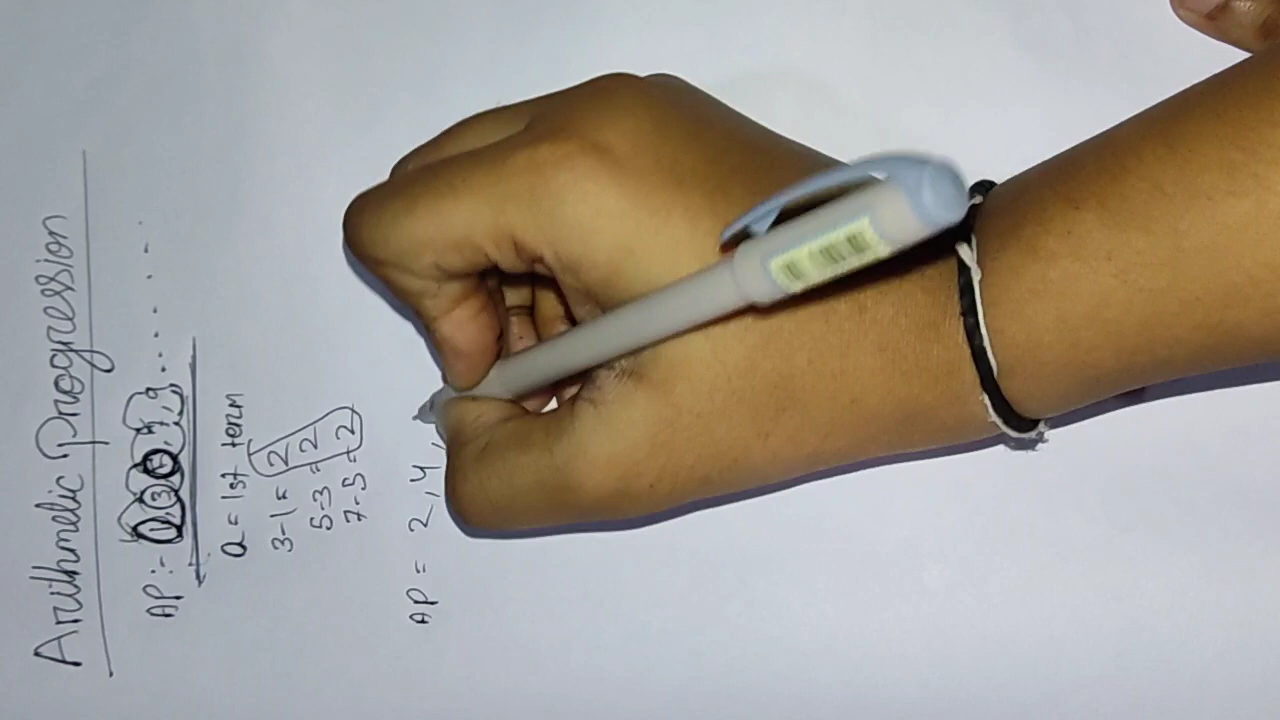 Arithmetic Progression
AP:- 1,3,5,7,9........
a = 1st term
3-1= 2
5-3 = 2
7-5 = 2
AP = 2,4,